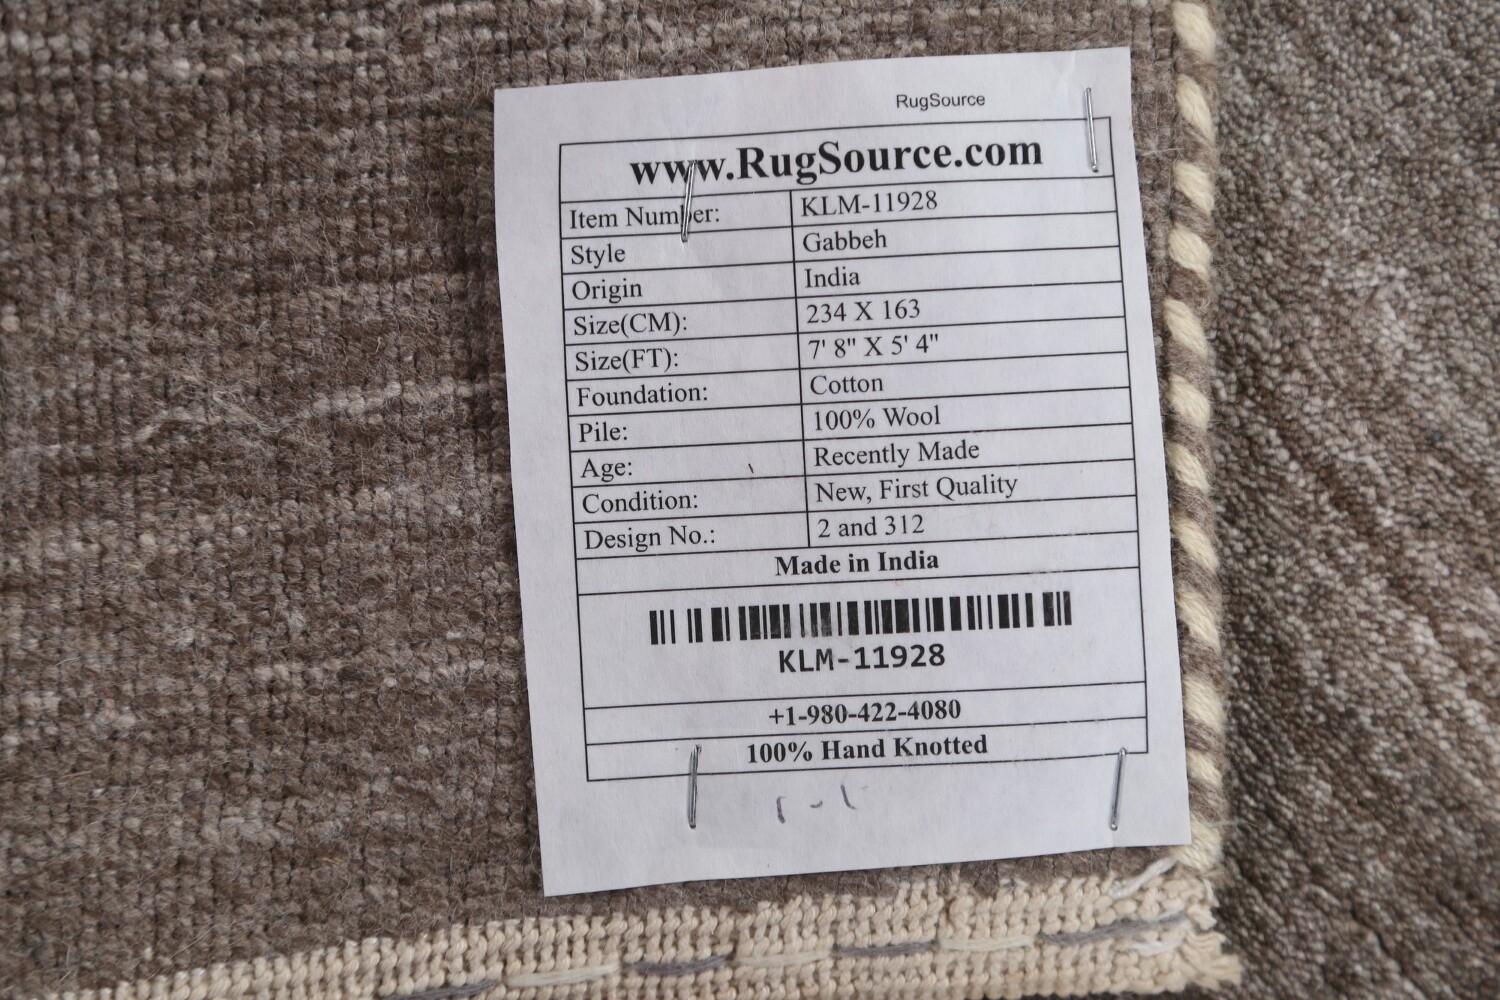 RugSource
www.RugSource.com
Item Number: KLM-11928
Style Gabbeh
Origin India
Size(CM): 234 X 163
Size(FT): 7' 8" X 5' 4"
Foundation: Cotton
Pile: 100% Wool
Age: Recently Made
Condition: New, First Quality
Design No.: 2 and 312
Made in India
KLM-11928
+1-980-422-4080
100% Hand Knotted